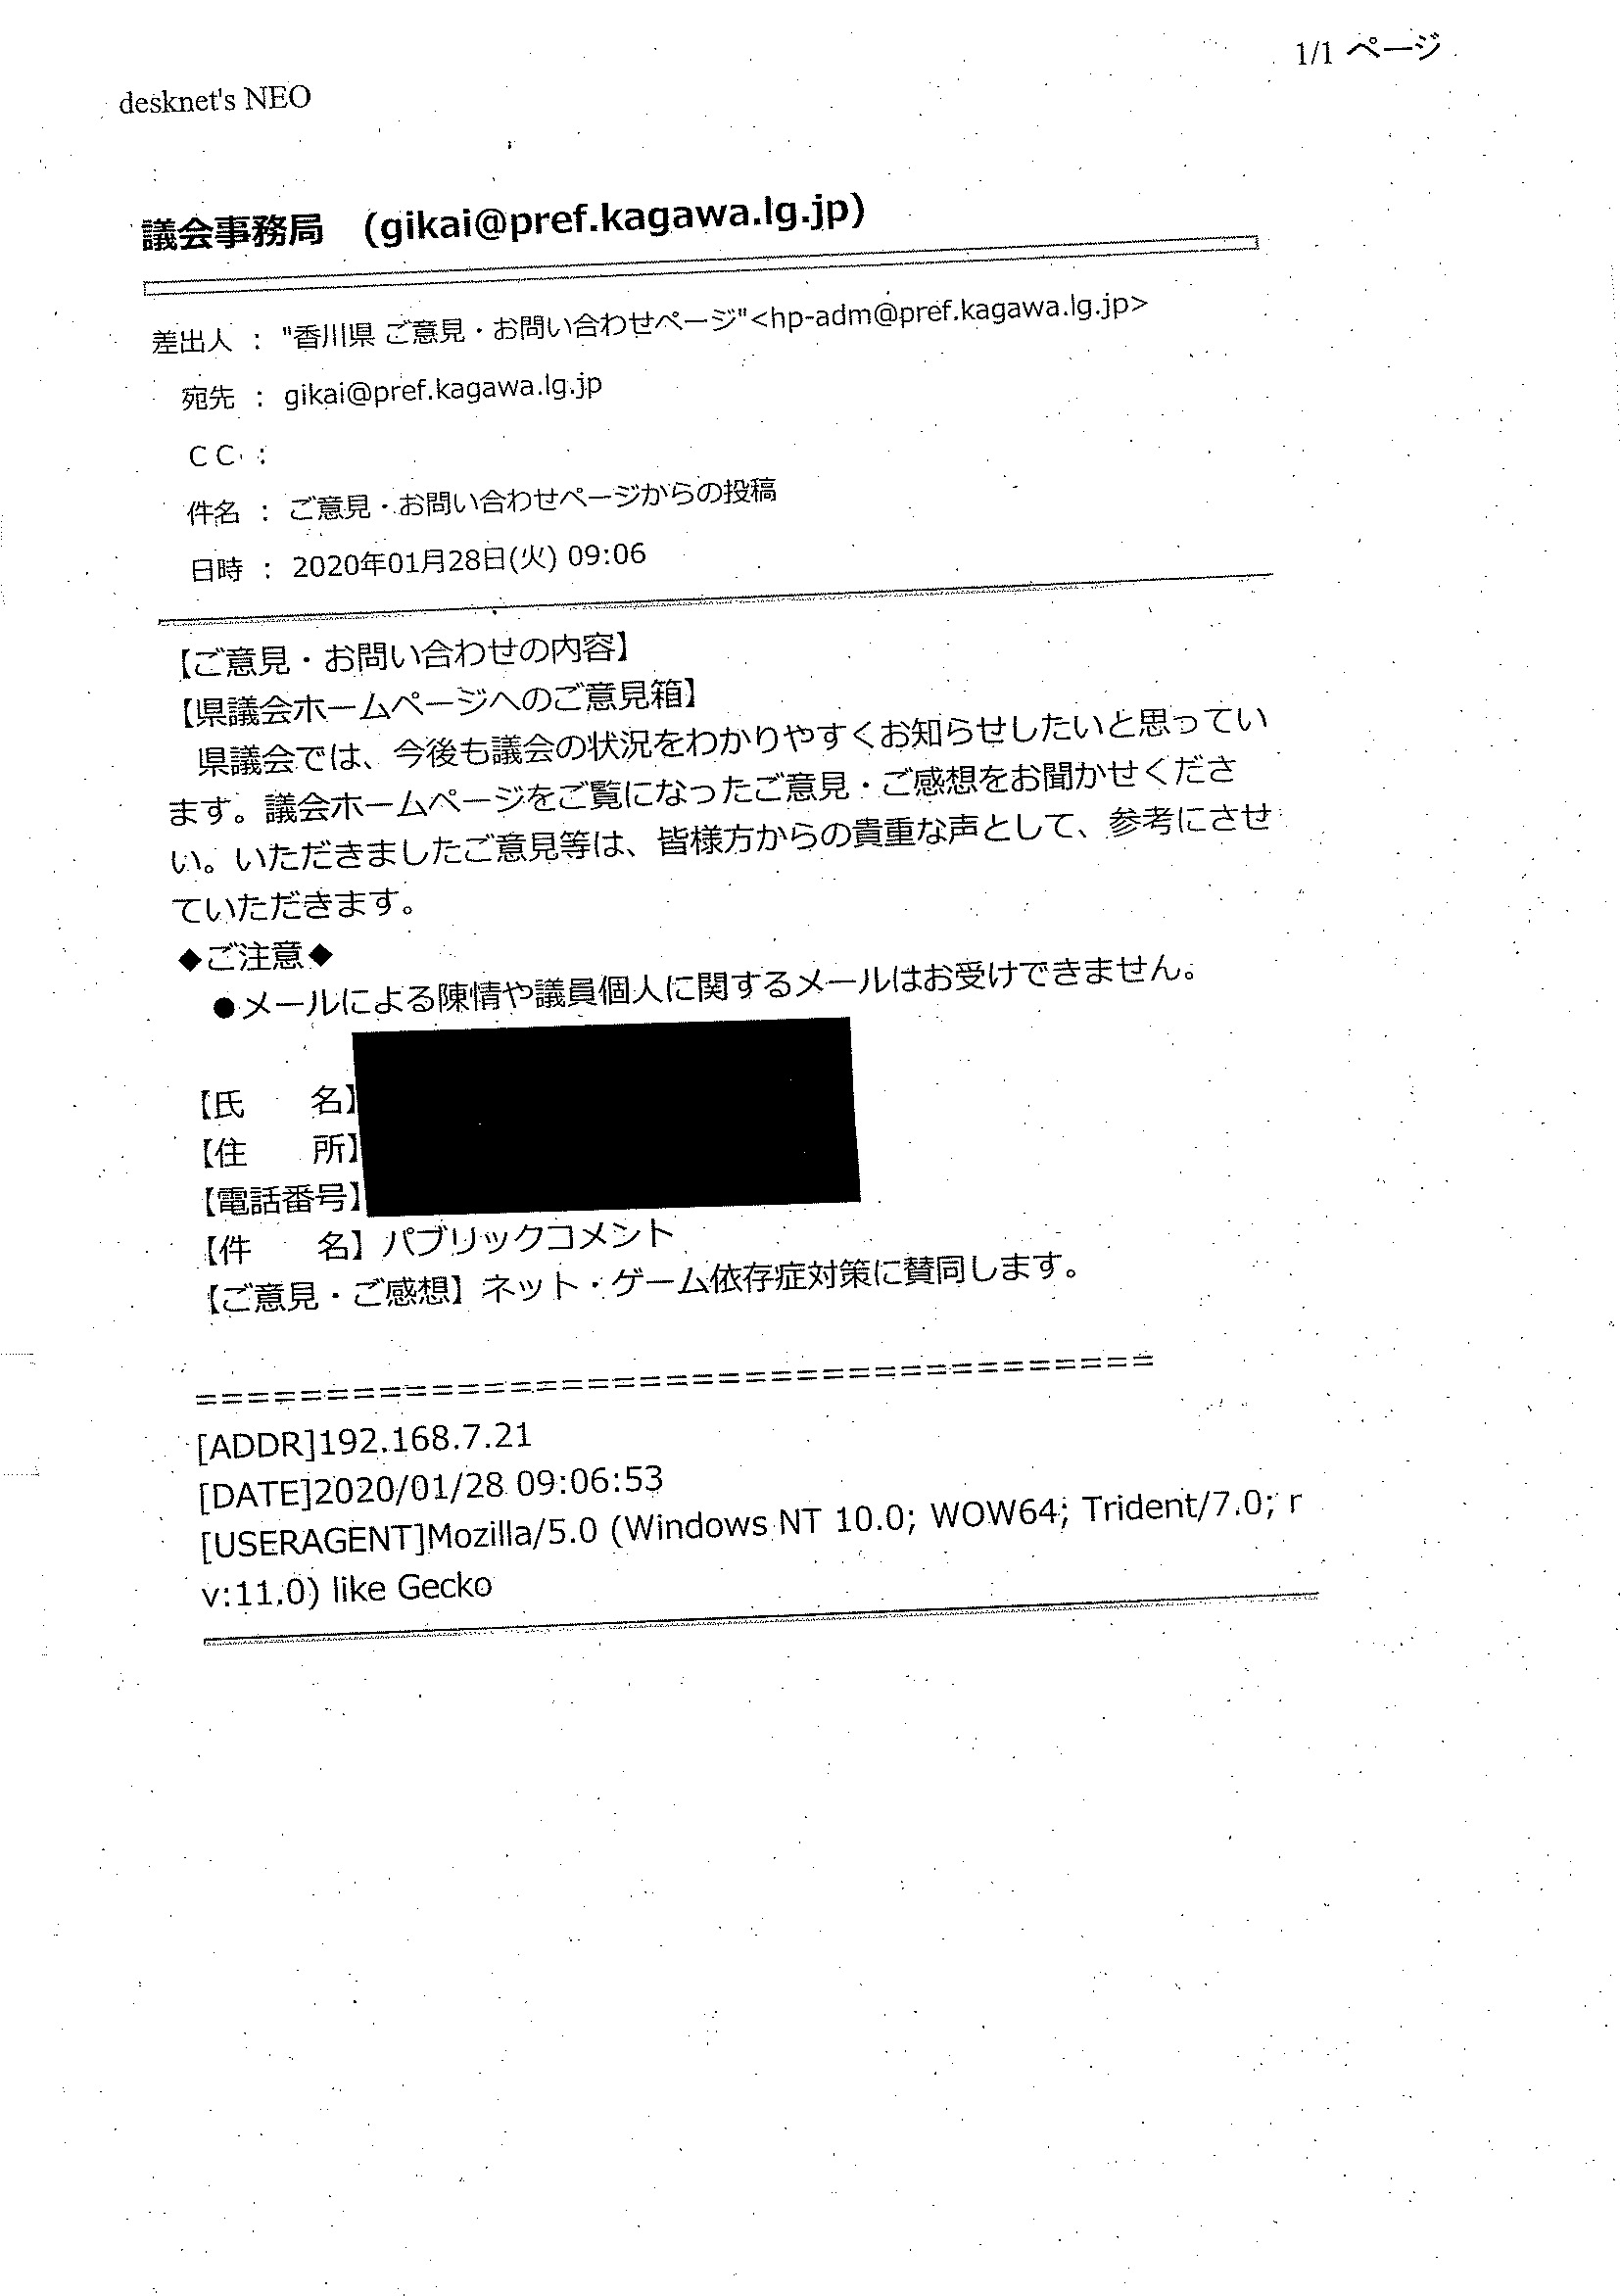 1/1 ページ
desknet's NEO
議会事務局 (gikai@pref.kagawa.lg.jp)
差出人 : "香川県 ご意見・お問い合わせページ"<hp-adm@pref.kagawa.lg.jp>
宛先 : gikai@pref.kagawa.lg.jp
CC :
件名 : ご意見・お問い合わせページからの投稿
日時 : 2020年01月28日(火) 09:06
【ご意見・お問い合わせの内容】
【県議会ホームページへのご意見箱】
県議会では、今後も議会の状況をわかりやすくお知らせしたいと思ってい
ます。議会ホームページをご覧になったご意見・ご感想をお聞かせくださ
い。いただきましたご意見等は、皆様方からの貴重な声として、参考にさせ
ていただきます。
◆ご注意◆
●メールによる陳情や議員個人に関するメールはお受けできません。
【氏　　名】
【住　　所】
【電話番号】
【件　　名】パブリックコメント
【ご意見・ご感想】ネット・ゲーム依存症対策に賛同します。
=====================================
[ADDR]192.168.7.21
[DATE]2020/01/28 09:06:53
[USERAGENT]Mozilla/5.0 (Windows NT 10.0; WOW64; Trident/7.0; r
v:11.0) like Gecko